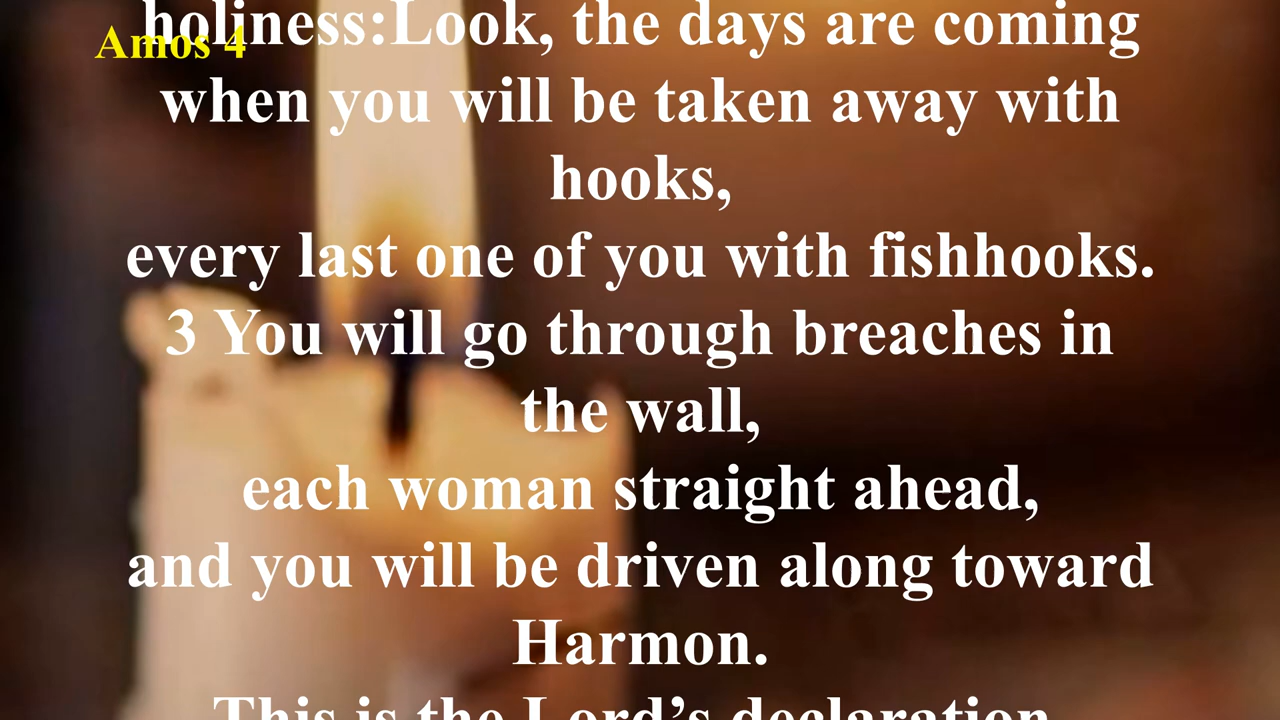 holiness:Look, the days are coming
Amos 4
when you will be taken away with
hooks,
every last one of you with fishhooks.
3 You will go through breaches in
the wall,
each woman straight ahead,
and you will be driven along toward
Harmon.
This is the Lord’s declaration